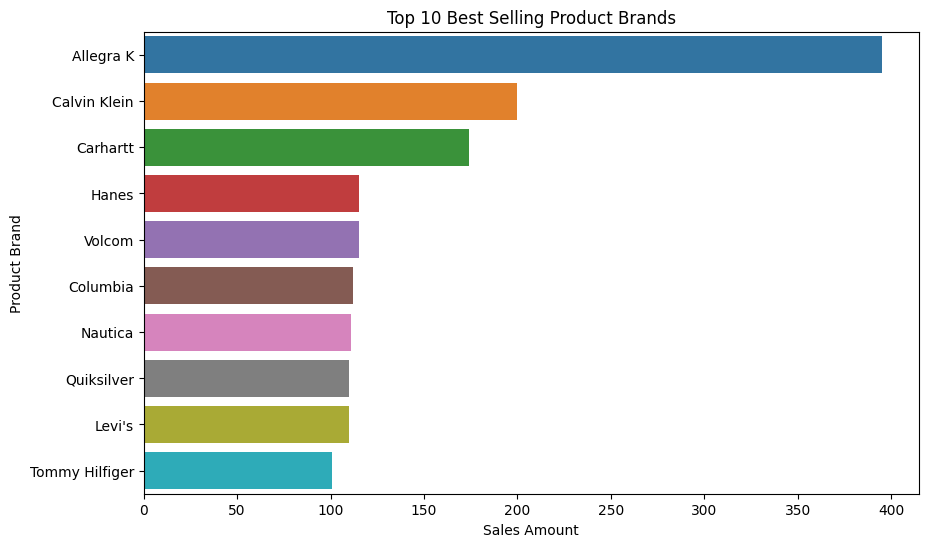 Top 10 Best Selling Product Brands
Product Brand
Allegra K
Calvin Klein
Carhartt
Hanes
Volcom
Columbia
Nautica
Quiksilver
Levi's
Tommy Hilfiger
0 50 100 150 200 250 300 350 400
Sales Amount